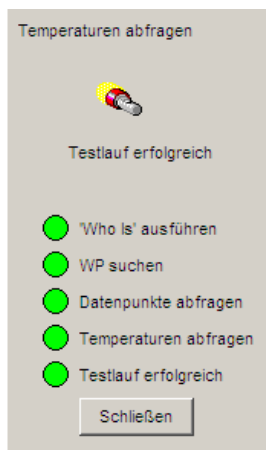 Temperaturen abfragen
Testlauf erfolgreich
'Who Is' ausführen
WP suchen
Datenpunkte abfragen
Temperaturen abfragen
Testlauf erfolgreich
Schließen